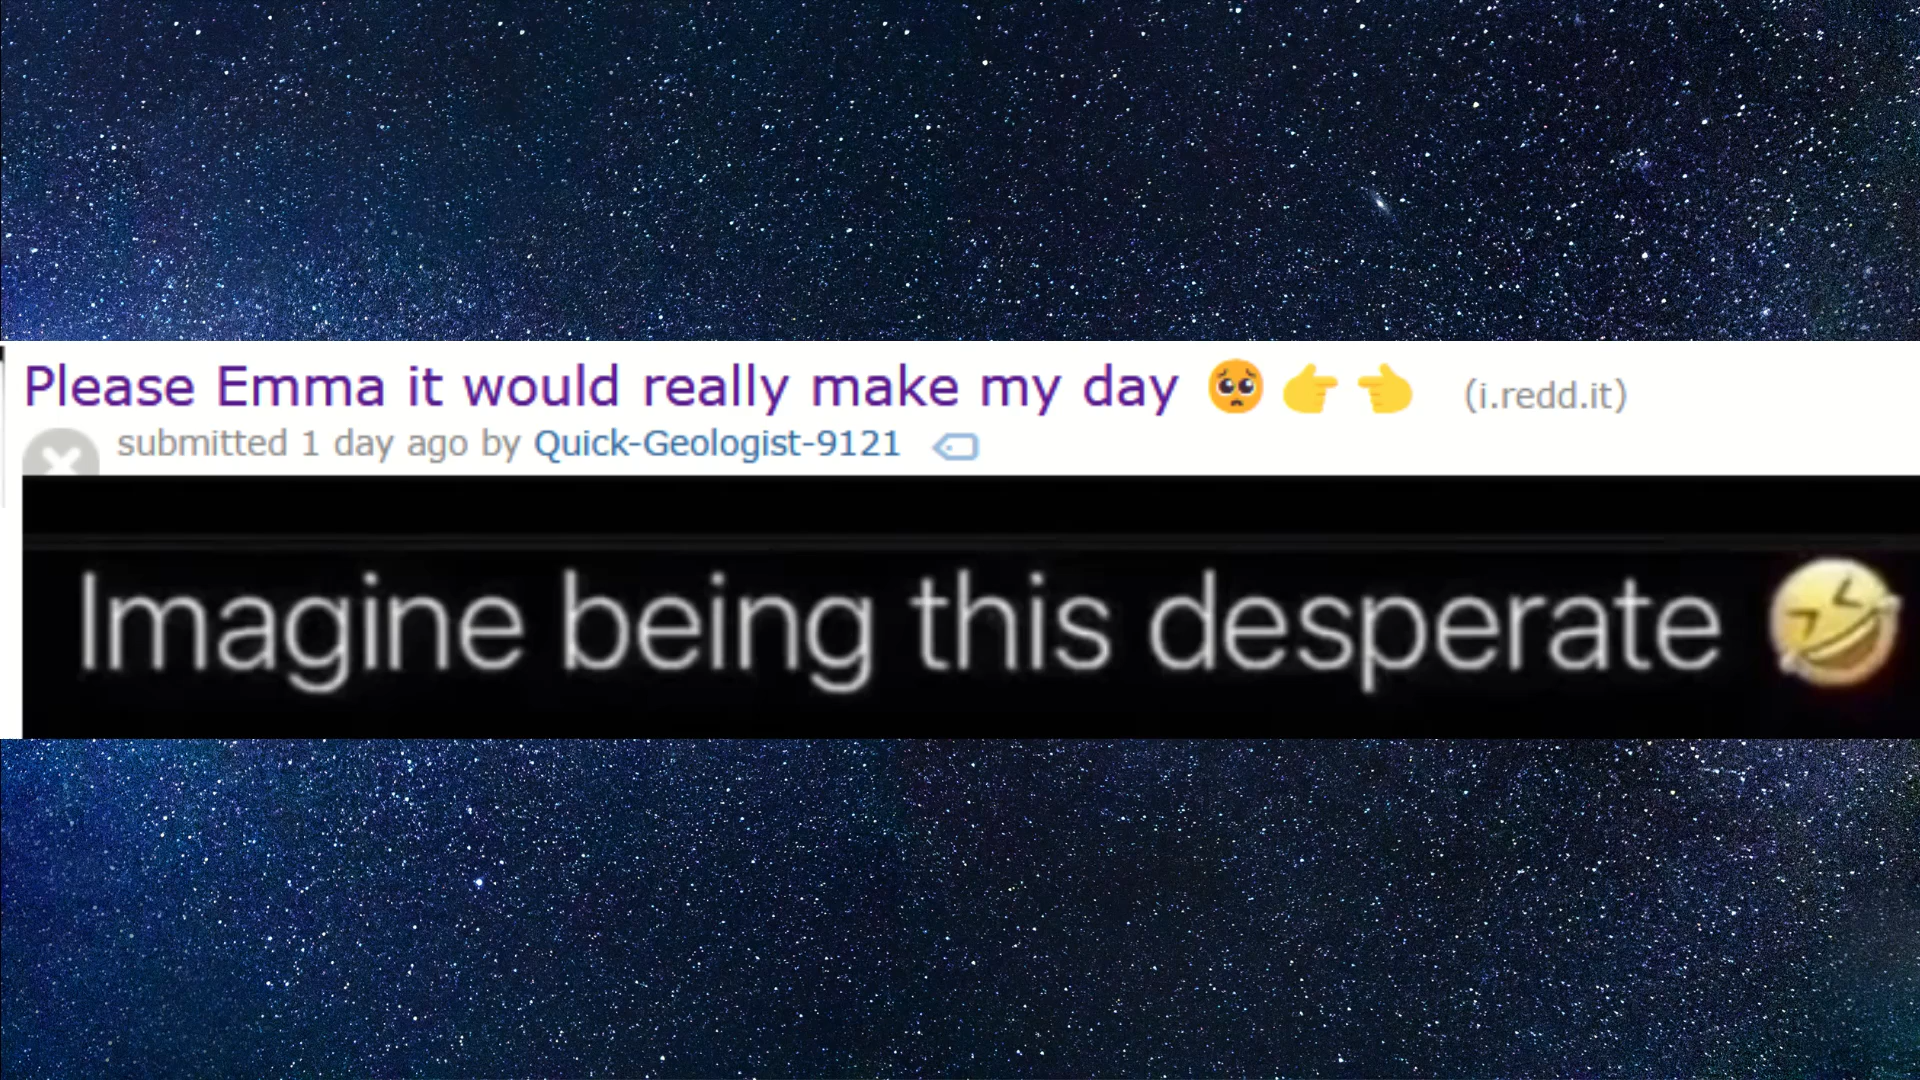 Please Emma it would really make my day 🥺 👉 👈 (i.redd.it)
submitted 1 day ago by Quick-Geologist-9121
Imagine being this desperate 🤣